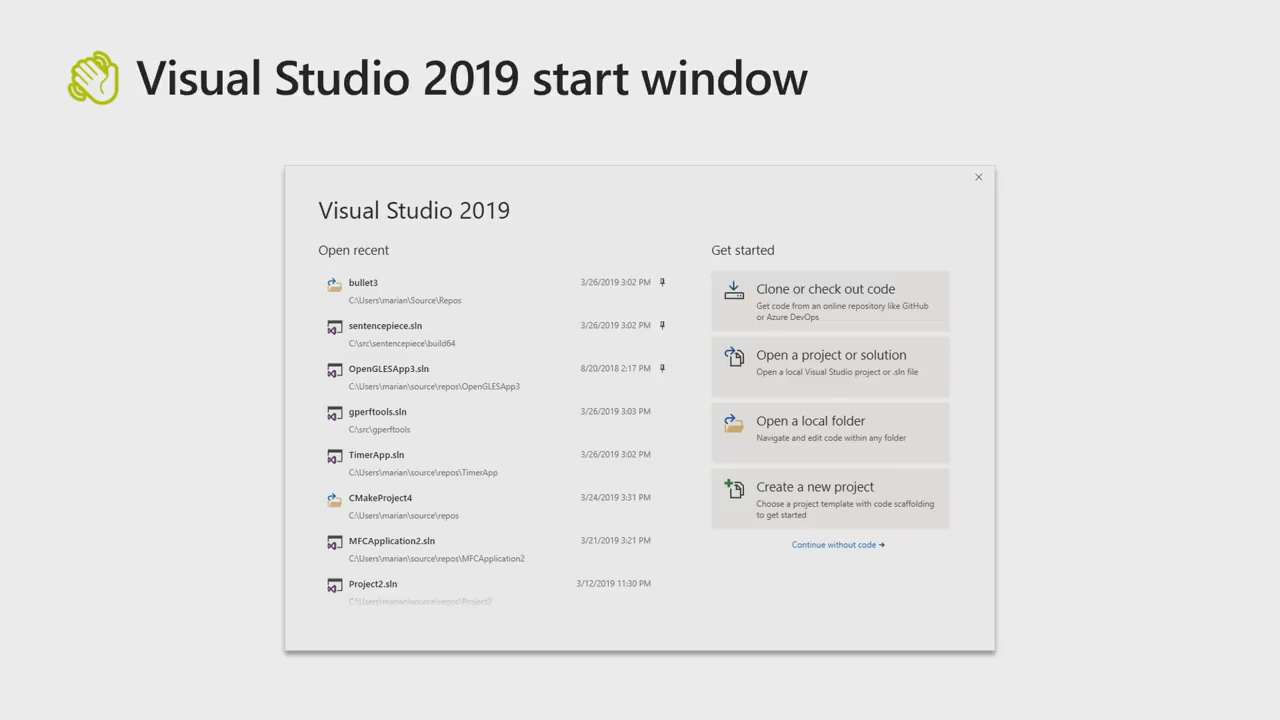 Visual Studio 2019 start window
Visual Studio 2019
Open recent
bullet3 3/26/2019 3:02 PM
C:\Users\marian\Source\Repos
sentencepiece.sln 3/26/2019 3:02 PM
C:\src\sentencepiece\build64
OpenGLESApp3.sln 8/20/2018 2:17 PM
C:\Users\marian\source\repos\OpenGLESApp3
gperftools.sln 3/26/2019 3:03 PM
C:\src\gperftools
TimerApp.sln 3/26/2019 3:02 PM
C:\Users\marian\source\repos\TimerApp
CMakeProject4 3/24/2019 3:31 PM
C:\Users\marian\source\repos
MFCApplication2.sln 3/21/2019 3:21 PM
C:\Users\marian\source\repos\MFCApplication2
Project2.sln 3/12/2019 11:30 PM
C:\Users\marian\source\repos\Project2
Get started
Clone or check out code
Get code from an online repository like GitHub
or Azure DevOps
Open a project or solution
Open a local Visual Studio project or .sln file
Open a local folder
Navigate and edit code within any folder
Create a new project
Choose a project template with code scaffolding
to get started
Continue without code →